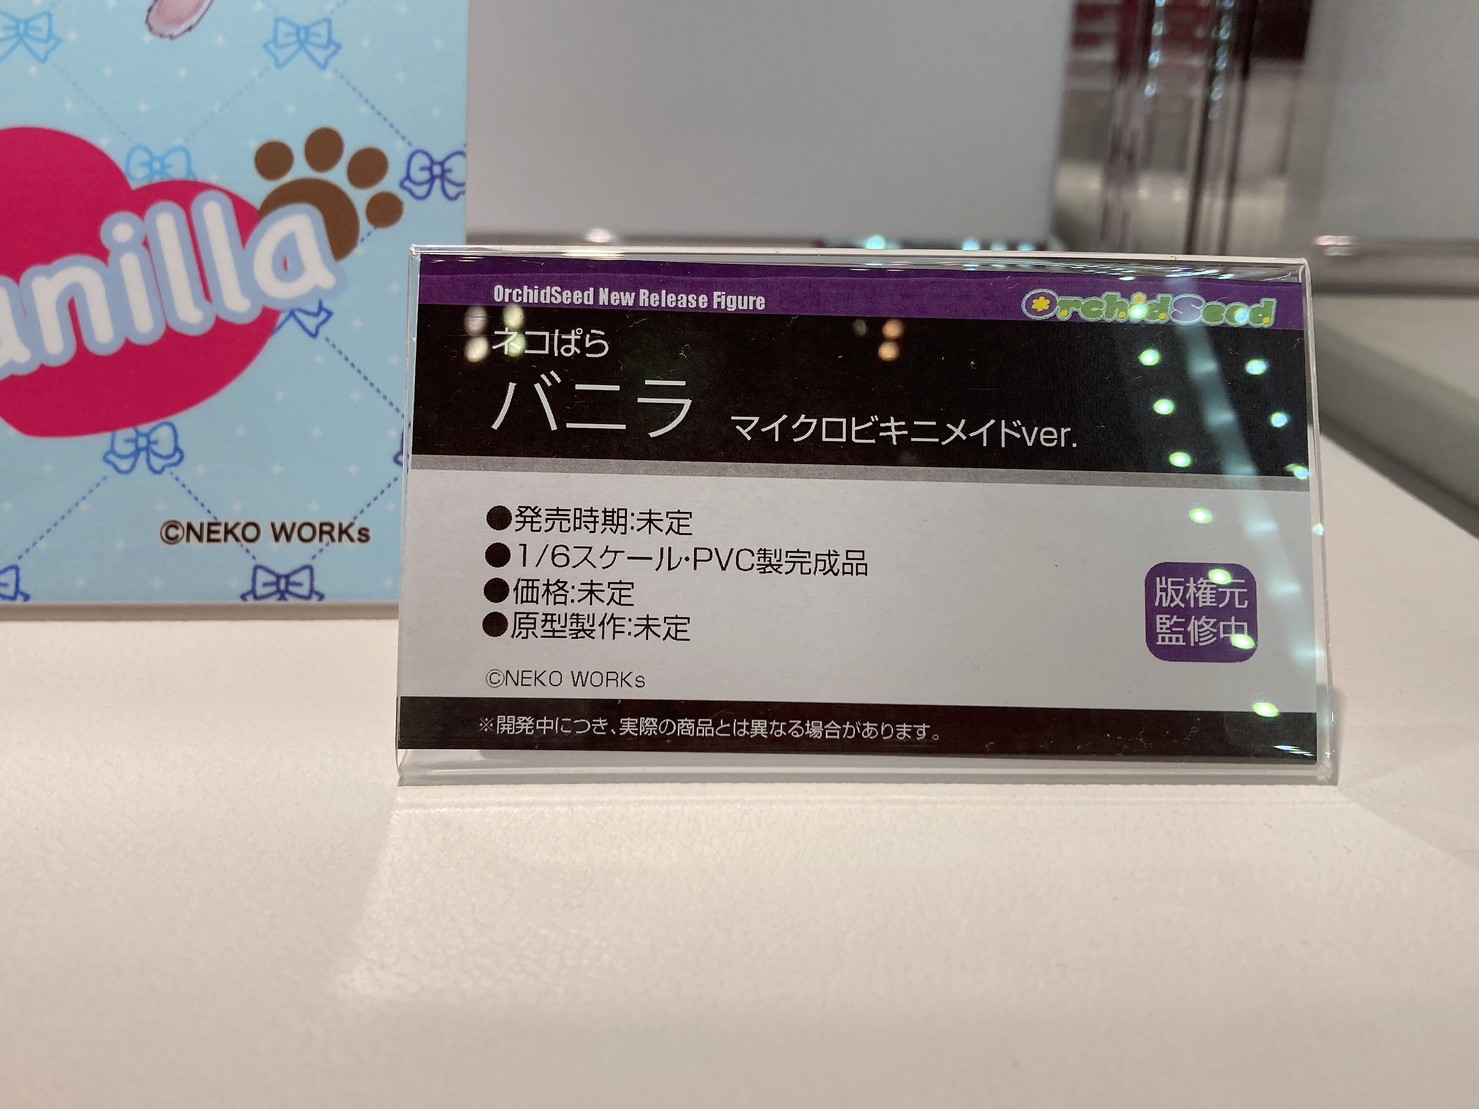 anilla
©NEKO WORKs
OrchidSeed New Release Figure
OrchidSeed
ネコぱら
バニラ マイクロビキニメイドver.
●発売時期:未定
●1/6スケール・PVC製完成品
●価格:未定
●原型製作:未定
版権元
監修中
©NEKO WORKs
※開発中につき、実際の商品とは異なる場合があります。